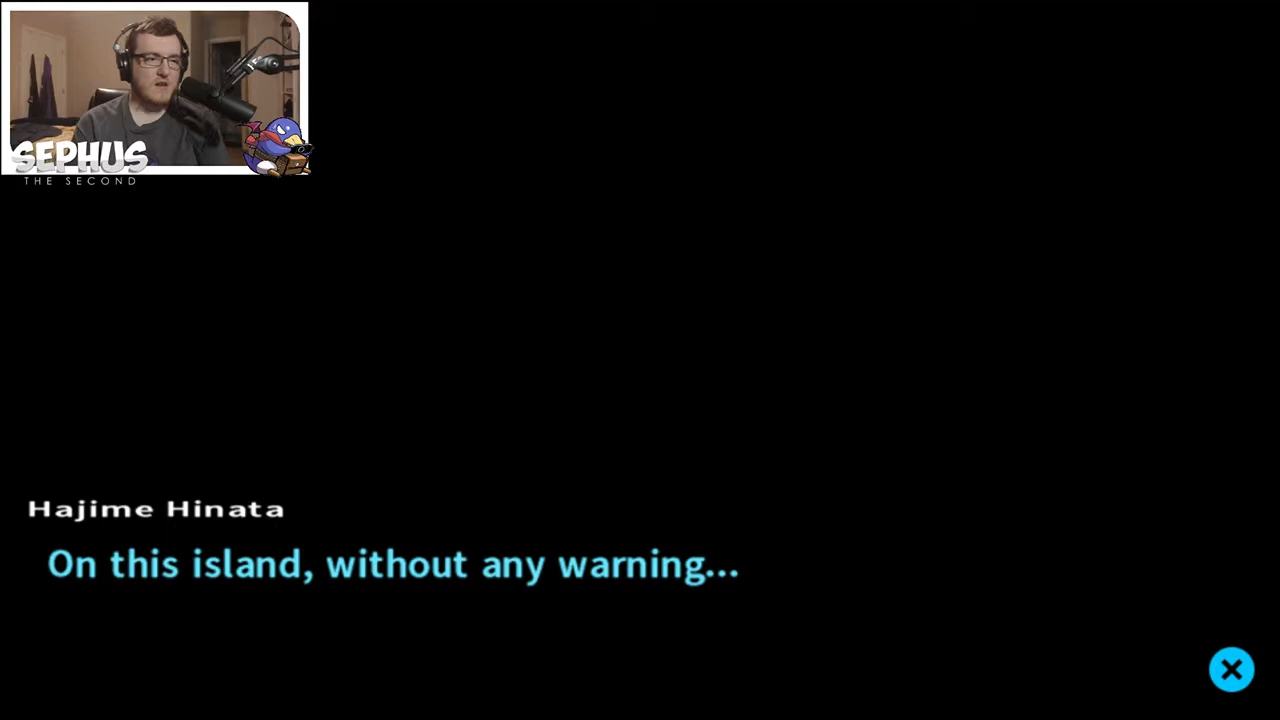 SEPHUS
THE SECOND
Hajime Hinata
On this island, without any warning...